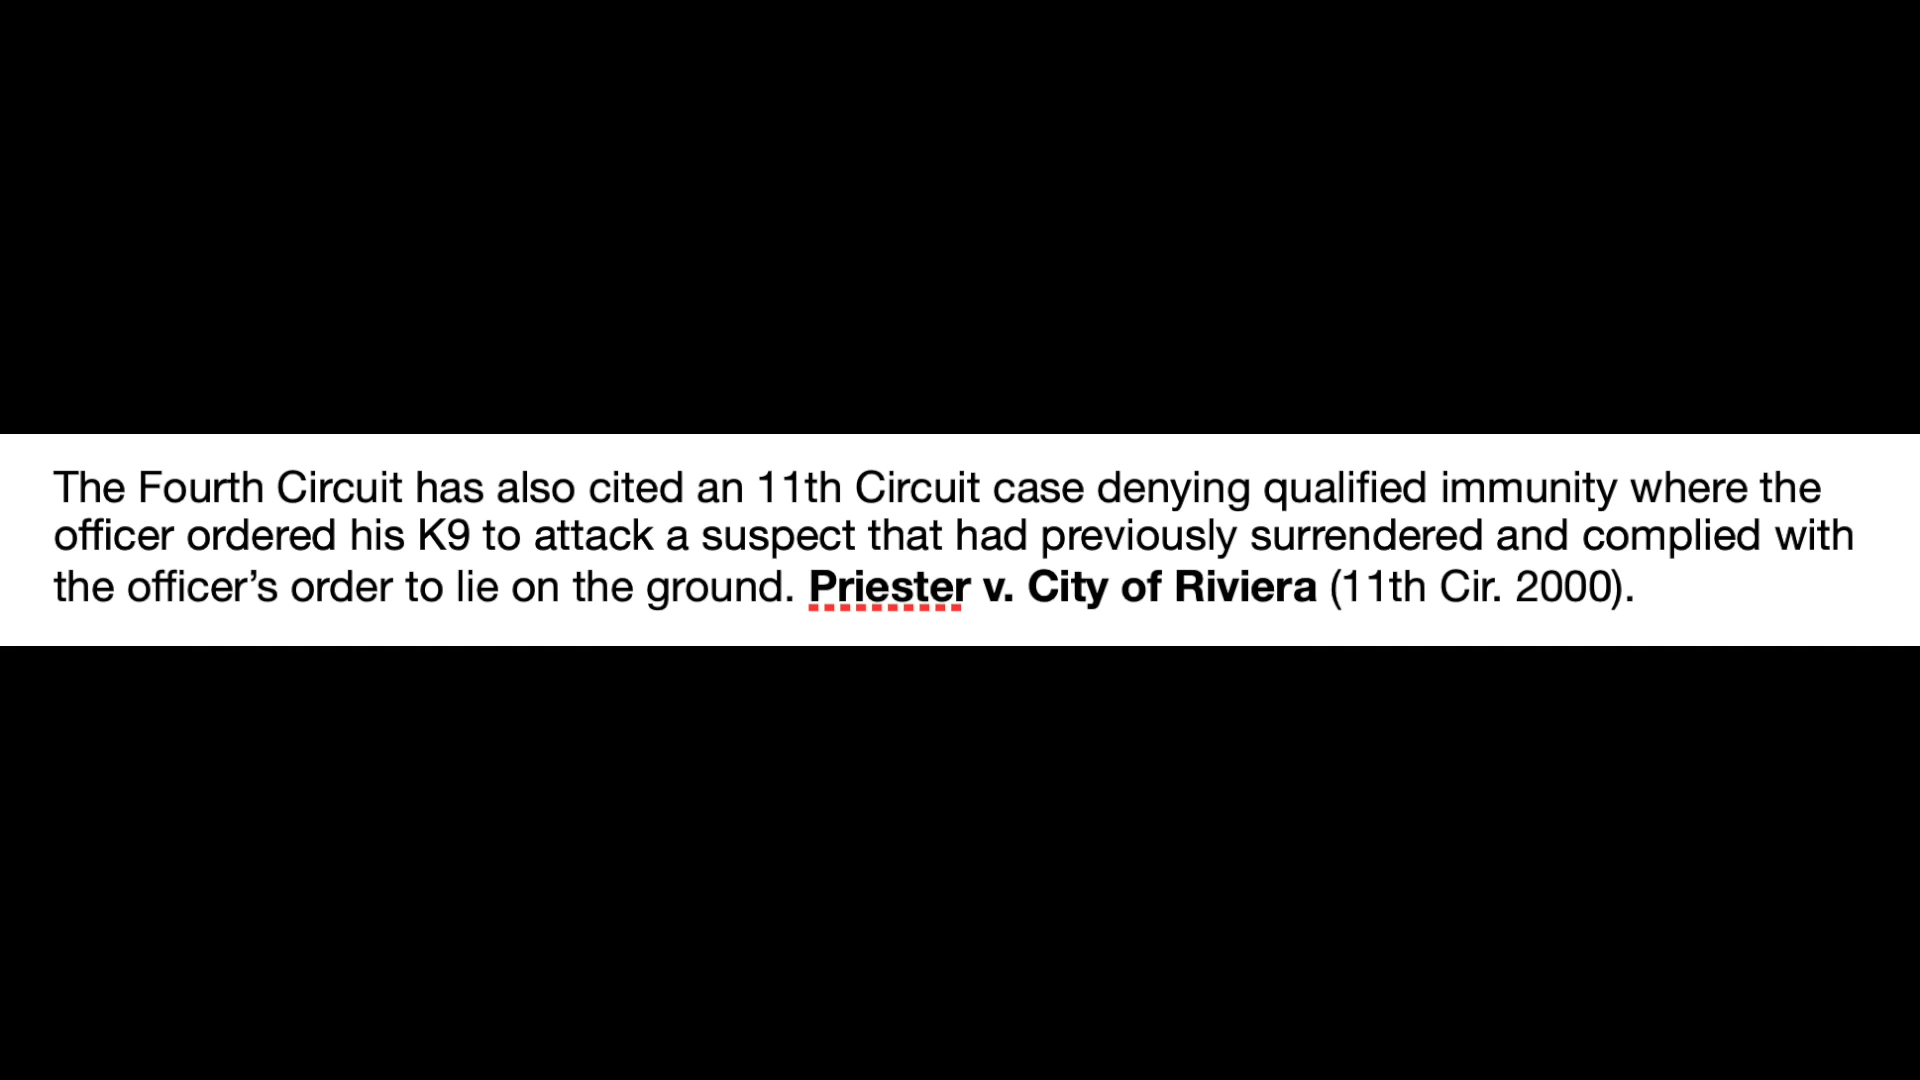 The Fourth Circuit has also cited an 11th Circuit case denying qualified immunity where the
officer ordered his K9 to attack a suspect that had previously surrendered and complied with
the officer’s order to lie on the ground. Priester v. City of Riviera (11th Cir. 2000).